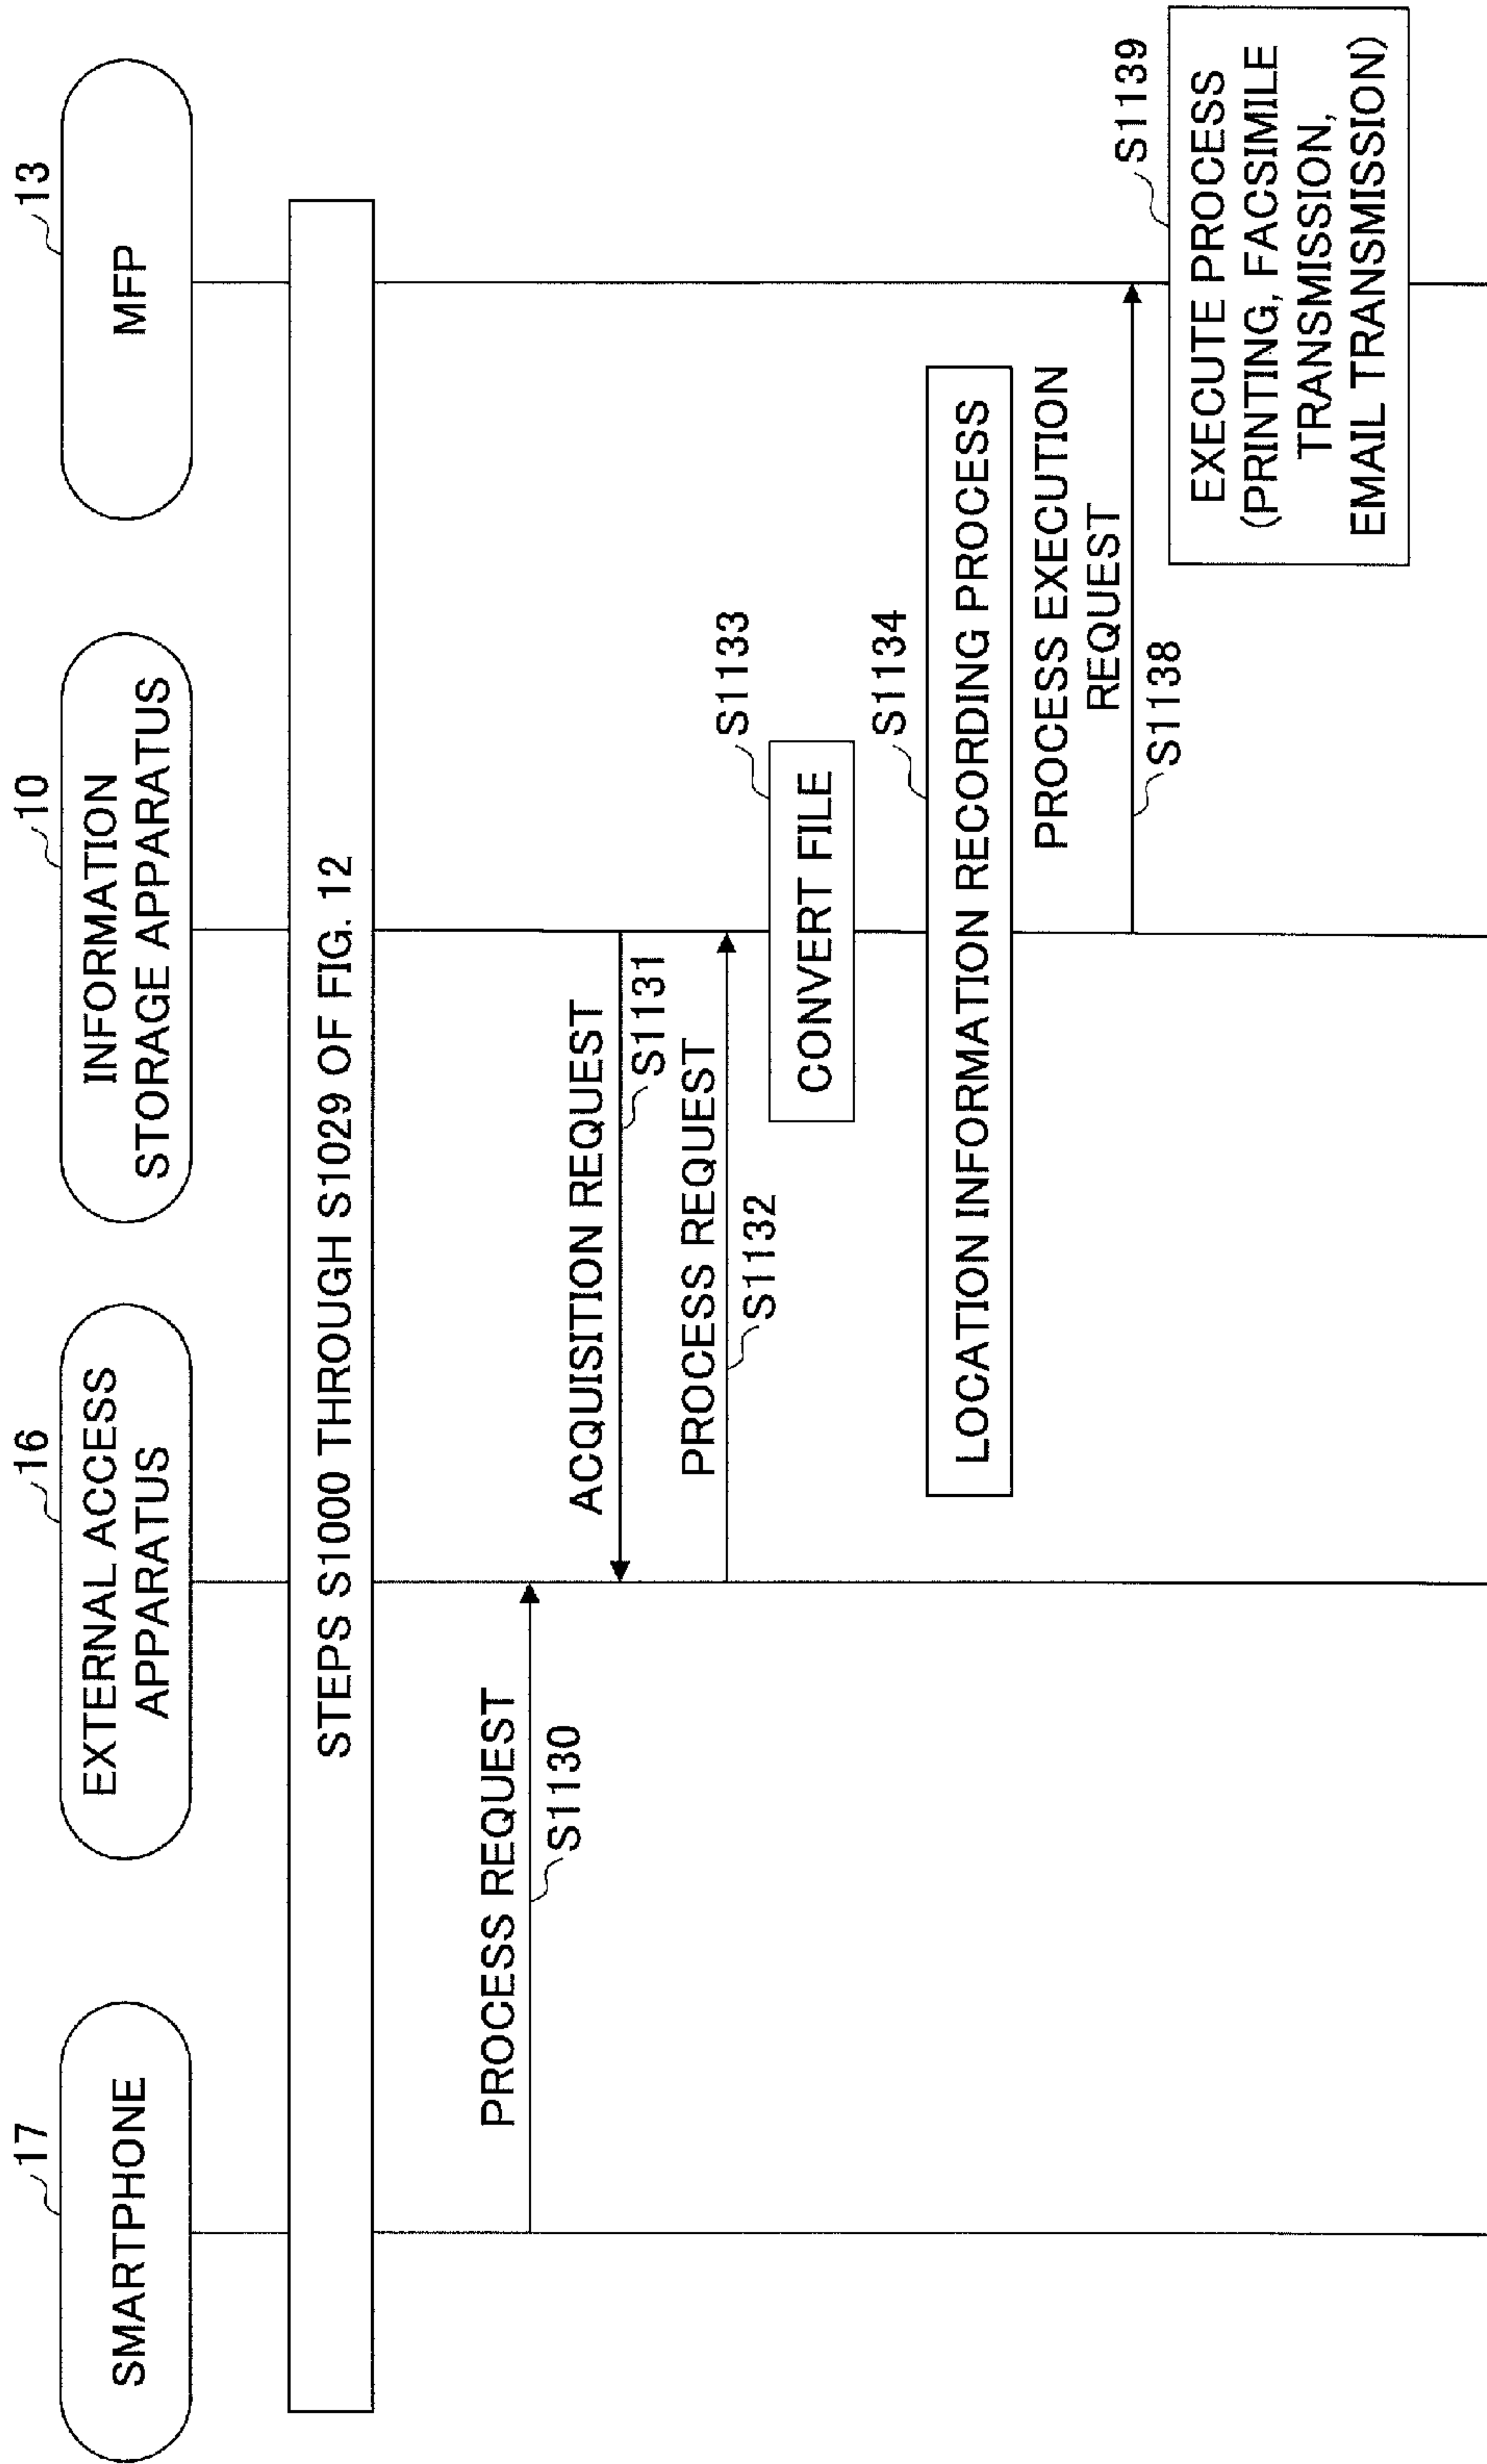 17
SMARTPHONE
16
EXTERNAL ACCESS
APPARATUS
10
INFORMATION
STORAGE APPARATUS
13
MFP
STEPS S1000 THROUGH S1029 OF FIG. 12
PROCESS REQUEST
S1130
ACQUISITION REQUEST
S1131
PROCESS REQUEST
S1132
S1133
CONVERT FILE
S1134
LOCATION INFORMATION RECORDING PROCESS
PROCESS EXECUTION
REQUEST
S1138
S1139
EXECUTE PROCESS
(PRINTING, FACSIMILE
TRANSMISSION,
EMAIL TRANSMISSION)